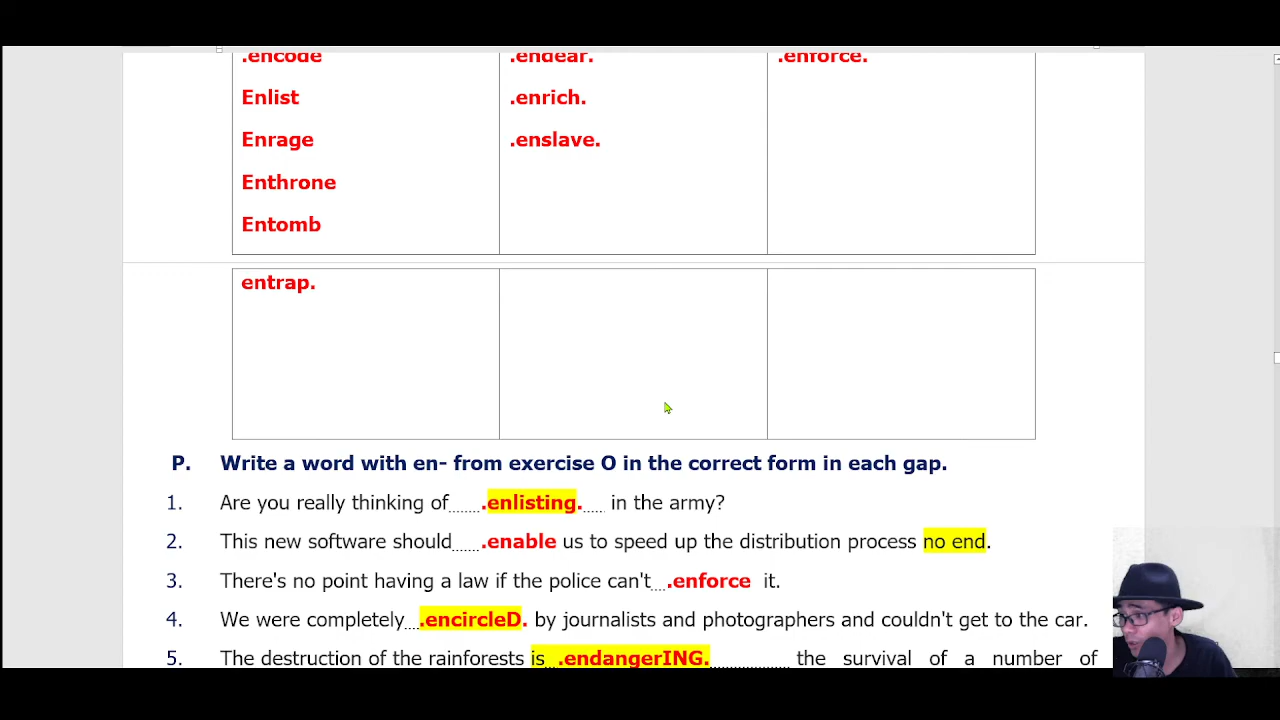 .encode .endear. .enforce.
Enlist .enrich.
Enrage .enslave.
Enthrone
Entomb
entrap.
P. Write a word with en- from exercise O in the correct form in each gap.
1. Are you really thinking of........enlisting...... in the army?
2. This new software should.......enable us to speed up the distribution process no end.
3. There's no point having a law if the police can't....enforce it.
4. We were completely.....encircleD. by journalists and photographers and couldn't get to the car.
5. The destruction of the rainforests is ...endangerING................. the survival of a number of